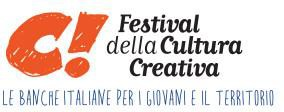 C!
Festival
della Cultura
Creativa
LE BANCHE ITALIANE PER I GIOVANI E IL TERRITORIO